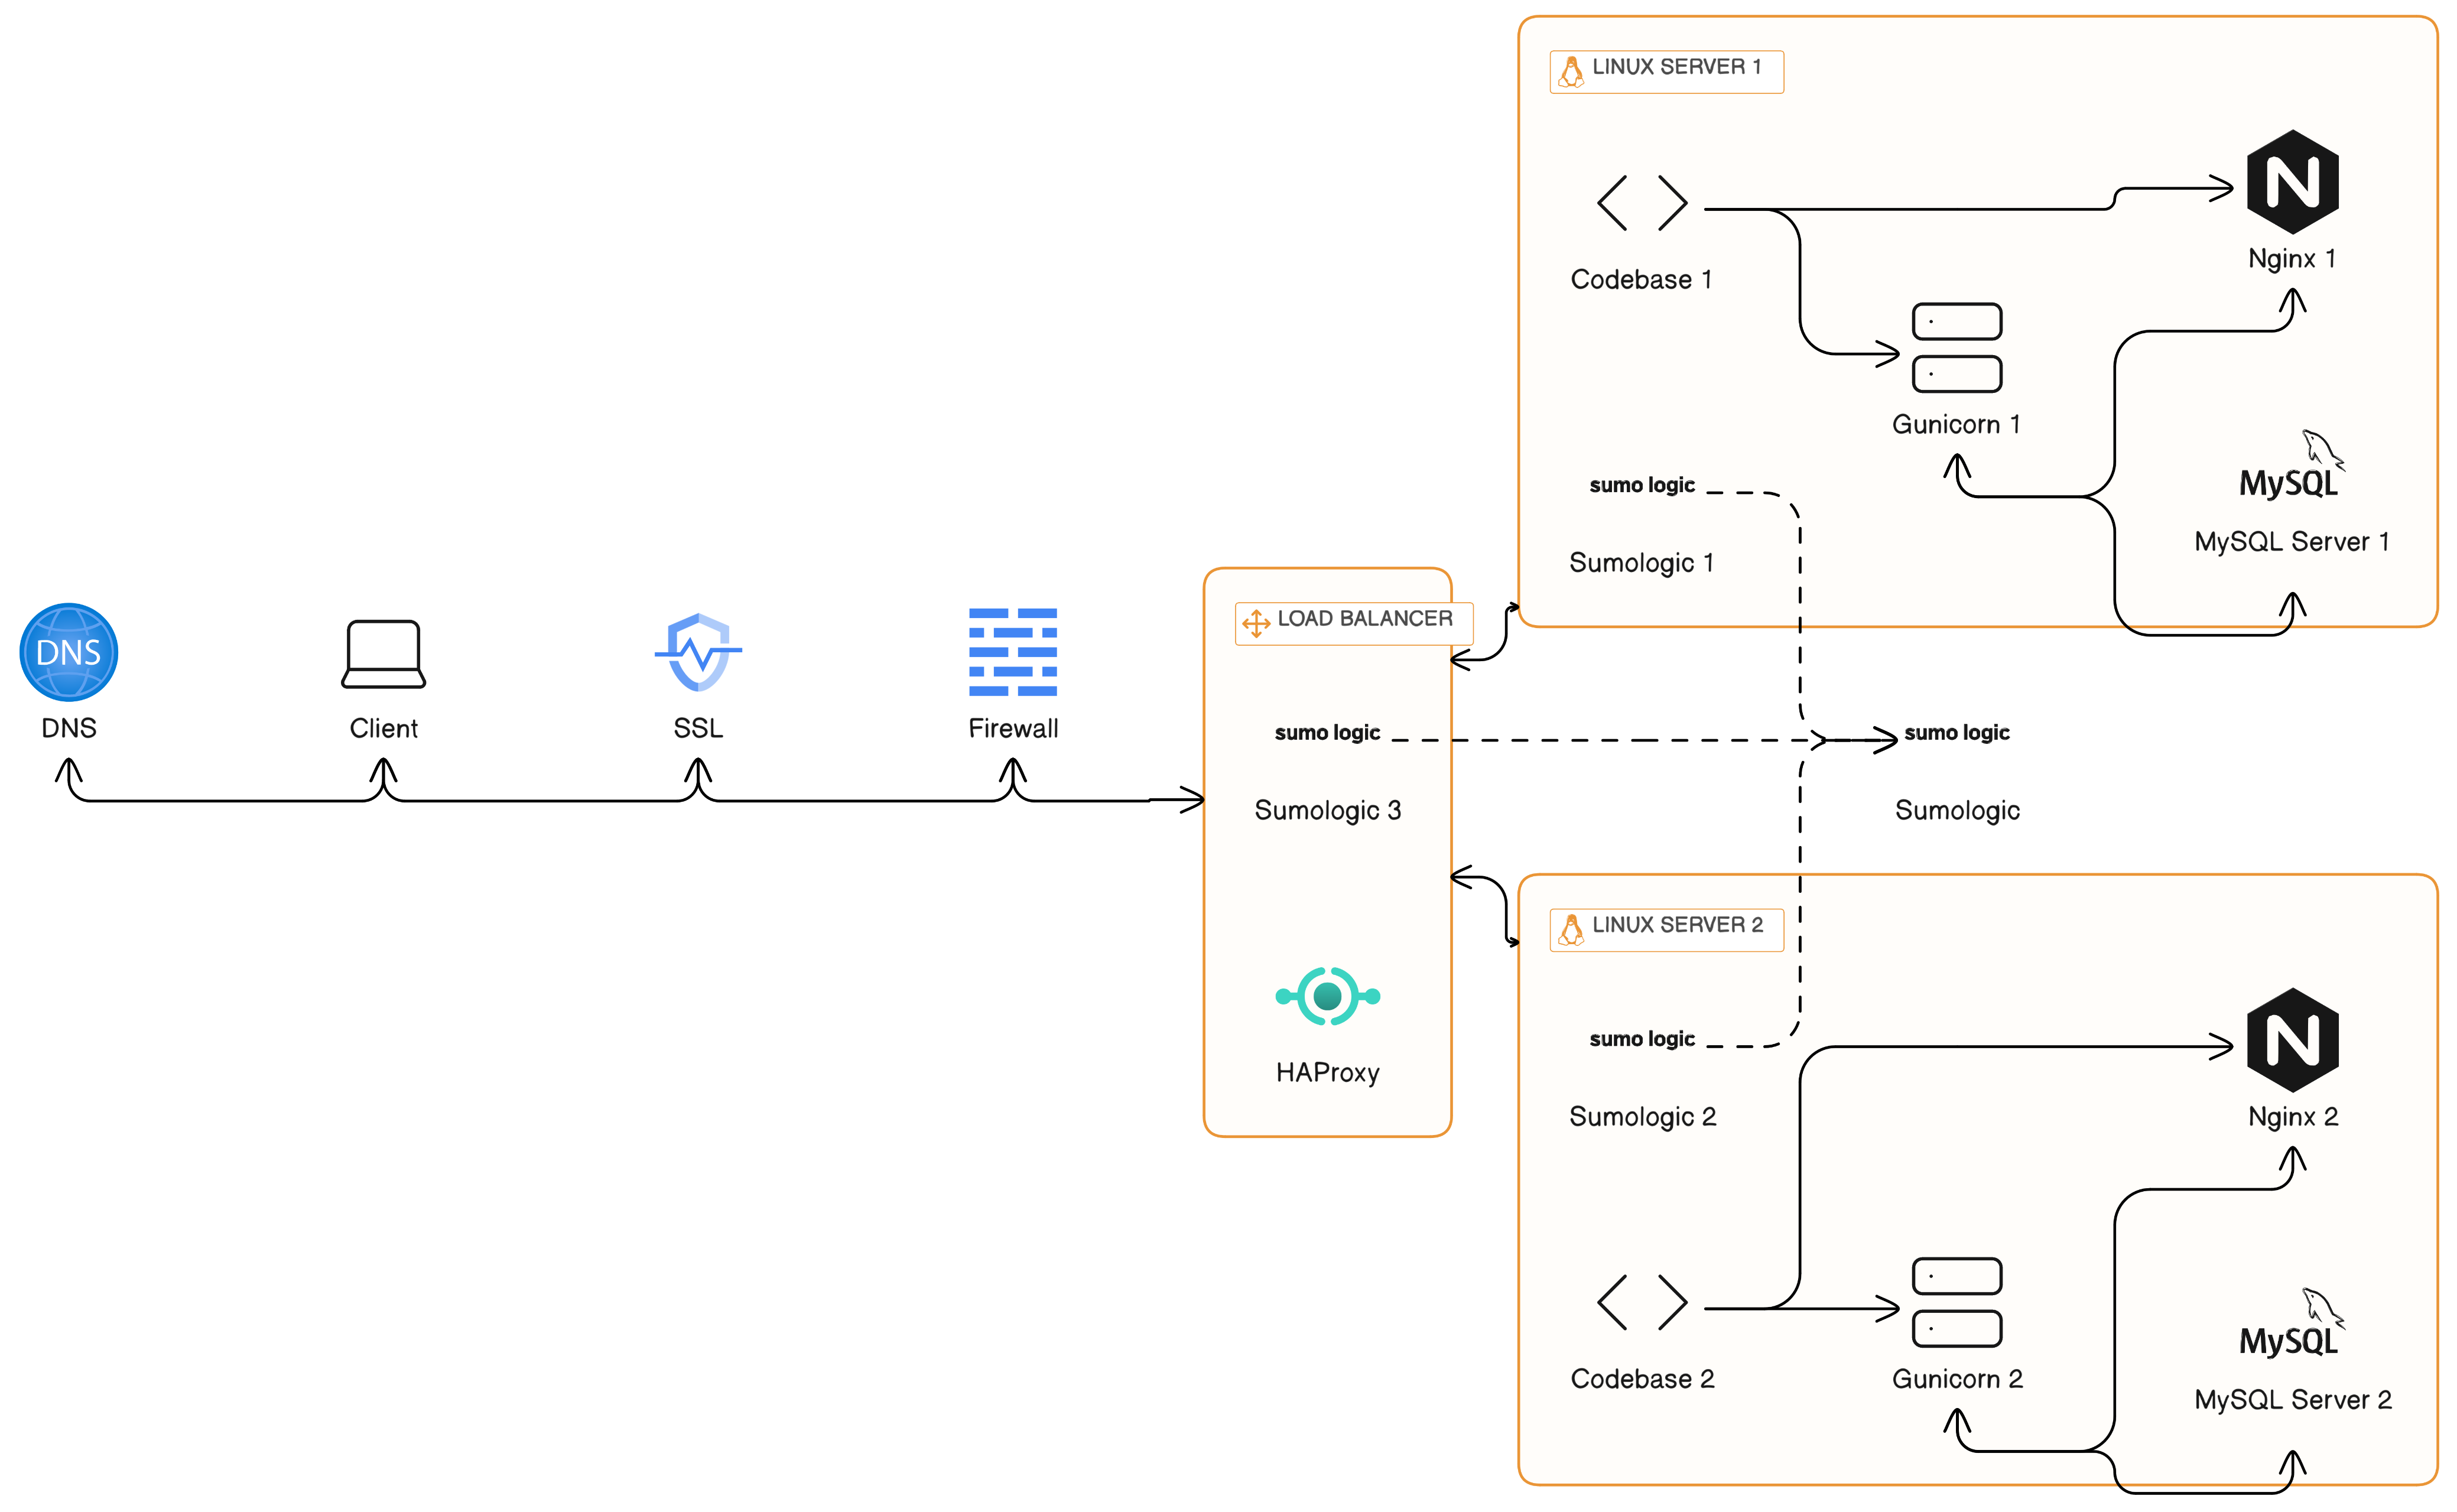 LINUX SERVER 1
Codebase 1
Nginx 1
Gunicorn 1
sumo logic
Sumologic 1
MySQL
MySQL Server 1
DNS
DNS
Client
SSL
Firewall
LOAD BALANCER
sumo logic
Sumologic 3
HAProxy
sumo logic
Sumologic
LINUX SERVER 2
sumo logic
Sumologic 2
Nginx 2
Codebase 2
Gunicorn 2
MySQL
MySQL Server 2